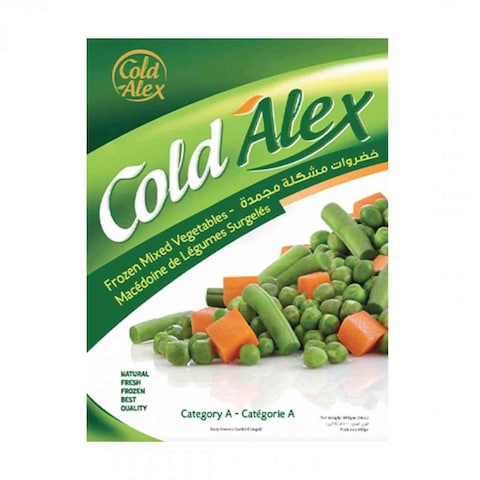 Cold
Alex
Cold Alex
خضروات مشكلة مجمدة
Frozen Mixed Vegetables -
Macédoine de Légumes Surgelés
NATURAL
FRESH
FROZEN
BEST
QUALITY
Category A - Catégorie A